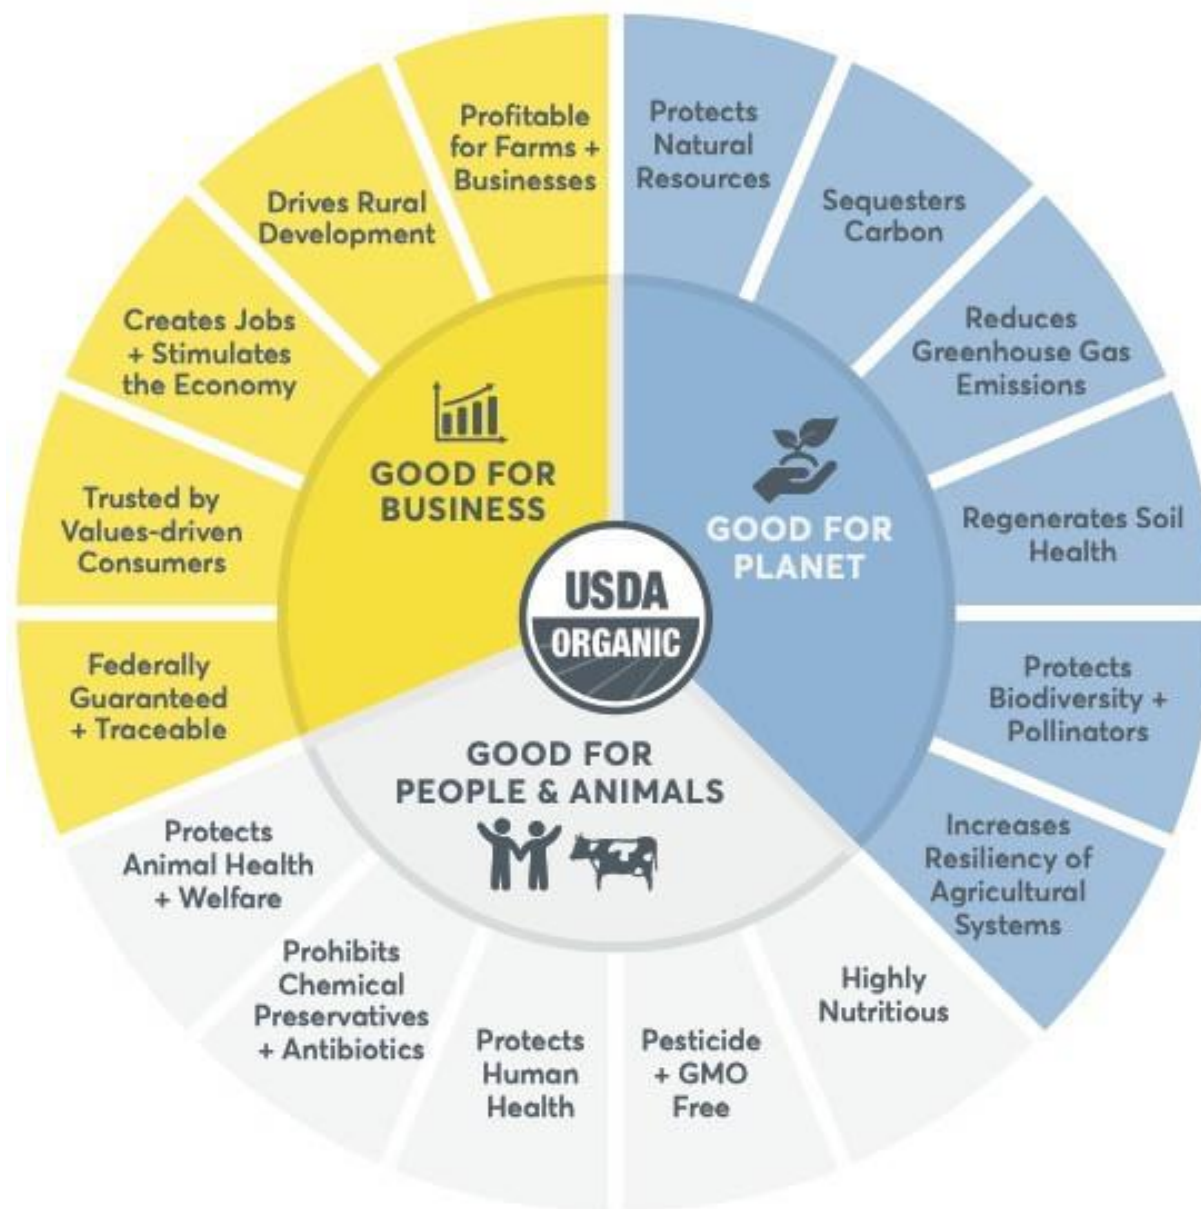 Profitable
for Farms +
Businesses
Drives Rural
Development
Creates Jobs
+ Stimulates
the Economy
Trusted by
Values-driven
Consumers
Federally
Guaranteed
+ Traceable
GOOD FOR
BUSINESS
Protects
Natural
Resources
Sequesters
Carbon
Reduces
Greenhouse Gas
Emissions
Regenerates Soil
Health
Protects
Biodiversity +
Pollinators
Increases
Resiliency of
Agricultural
Systems
GOOD FOR
PLANET
USDA
ORGANIC
GOOD FOR
PEOPLE & ANIMALS
Protects
Animal Health
+ Welfare
Prohibits
Chemical
Preservatives
+ Antibiotics
Protects
Human
Health
Pesticide
+ GMO
Free
Highly
Nutritious